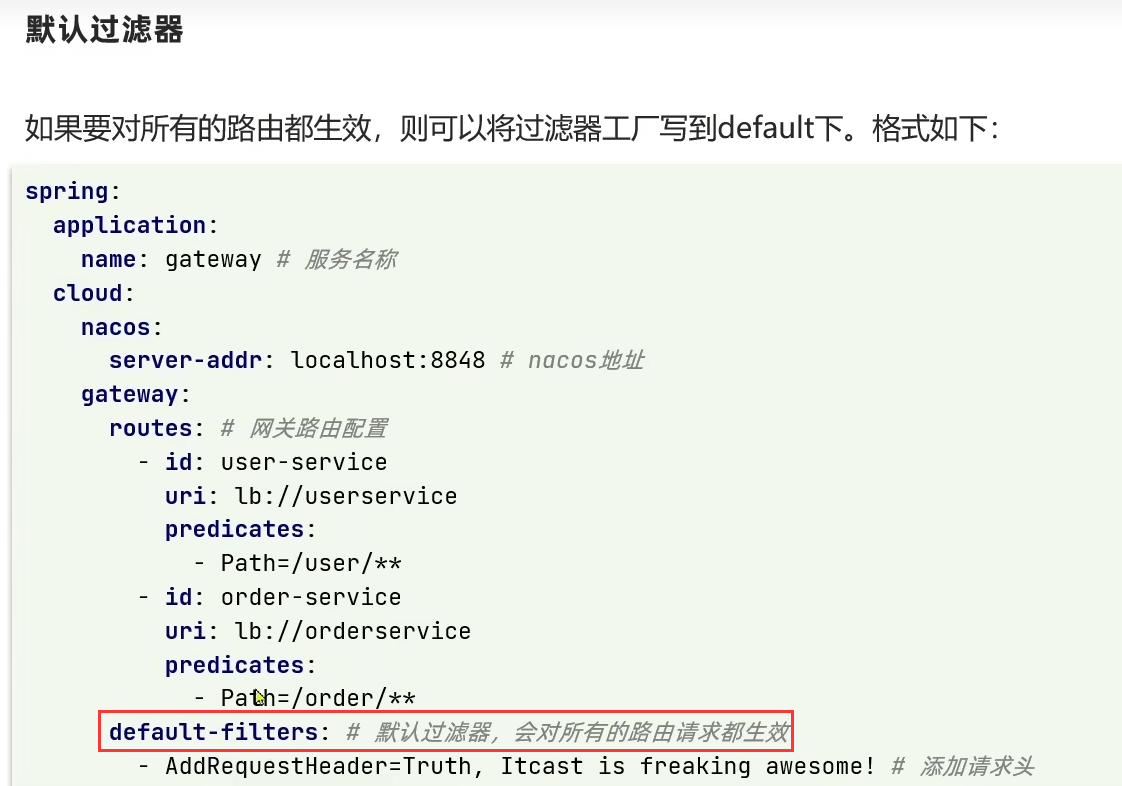 默认过滤器
如果要对所有的路由都生效，则可以将过滤器工厂写到default下。格式如下：
spring:
  application:
    name: gateway # 服务名称
  cloud:
    nacos:
      server-addr: localhost:8848 # nacos地址
    gateway:
      routes: # 网关路由配置
        - id: user-service
          uri: lb://userservice
          predicates:
            - Path=/user/**
        - id: order-service
          uri: lb://orderservice
          predicates:
            - Path=/order/**
      default-filters: # 默认过滤器，会对所有的路由请求都生效
        - AddRequestHeader=Truth, Itcast is freaking awesome! # 添加请求头